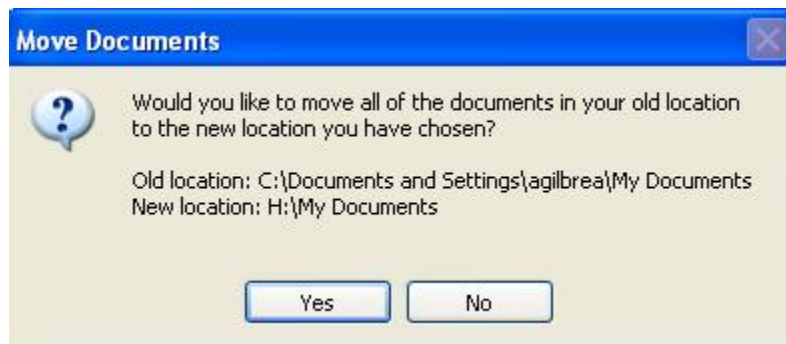 Move Documents
Would you like to move all of the documents in your old location
to the new location you have chosen?
Old location: C:\Documents and Settings\agilbrea\My Documents
New location: H:\My Documents
Yes No